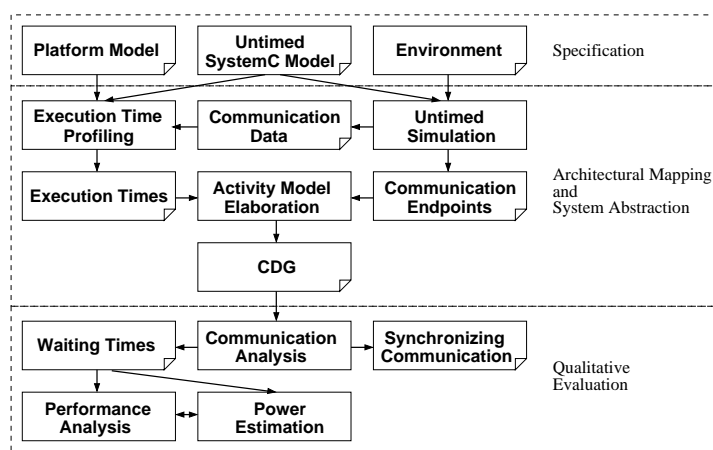 Platform Model
Untimed
SystemC Model
Environment
Specification
Execution Time
Profiling
Communication
Data
Untimed
Simulation
Execution Times
Activity Model
Elaboration
Communication
Endpoints
Architectural Mapping
and
System Abstraction
CDG
Waiting Times
Communication
Analysis
Synchronizing
Communication
Qualitative
Evaluation
Performance
Analysis
Power
Estimation